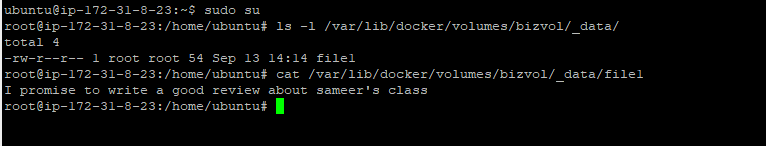 ubuntu@ip-172-31-8-23:~$ sudo su
root@ip-172-31-8-23:/home/ubuntu# ls -l /var/lib/docker/volumes/bizvol/_data/
total 4
-rw-r--r-- 1 root root 54 Sep 13 14:14 file1
root@ip-172-31-8-23:/home/ubuntu# cat /var/lib/docker/volumes/bizvol/_data/file1
I promise to write a good review about sameer's class
root@ip-172-31-8-23:/home/ubuntu#